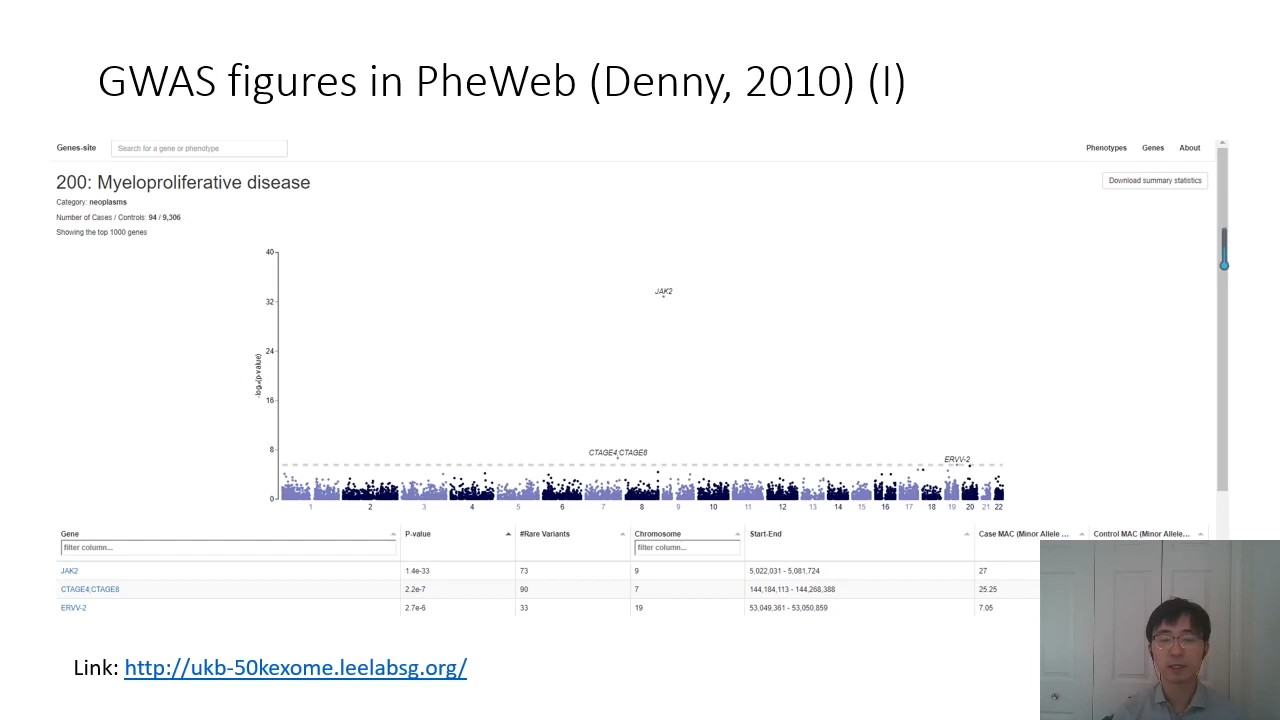 GWAS figures in PheWeb (Denny, 2010) (I)
Genes-site Search for a gene or phenotype Phenotypes Genes About
200: Myeloproliferative disease Download summary statistics
Category: neoplasms
Number of Cases / Controls: 94 / 9,306
Showing the top 1000 genes
40
JAK2
32
24
-log₁₀(p-value)
16
CTAGE4;CTAGE8
8
ERVV-2
0
1 2 3 4 5 6 7 8 9 10 11 12 13 14 15 16 17 18 19 20 21 22
Gene P-value #Rare Variants Chromosome Start-End Case MAC (Minor Allele ... Control MAC (Minor Allele...
filter column... filter column...
JAK2 1.4e-33 73 9 5,022,031 - 5,081,724 27
CTAGE4;CTAGE8 2.2e-7 90 7 144,184,113 - 144,268,388 25.25
ERVV-2 2.7e-6 33 19 53,049,361 - 53,050,859 7.05
Link: http://ukb-50kexome.leelabsg.org/